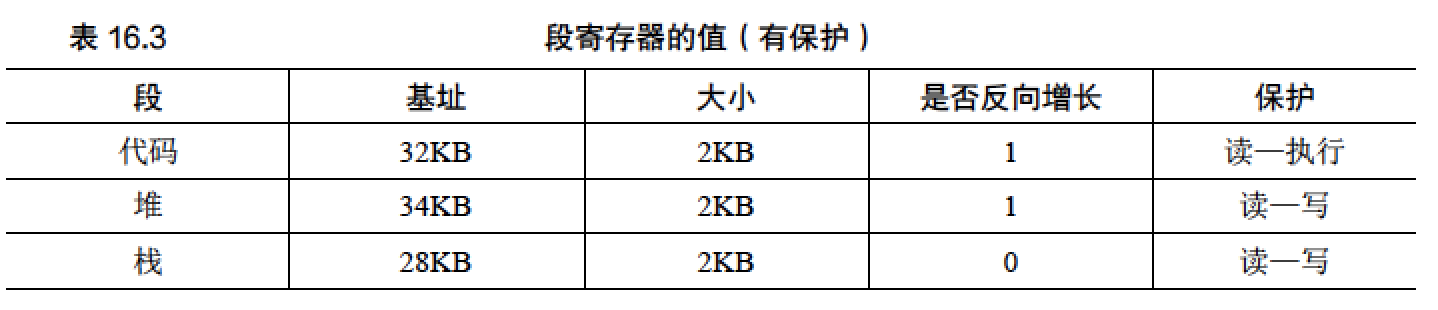 表 16.3 段寄存器的值（有保护）
段 基址 大小 是否反向增长 保护
代码 32KB 2KB 1 读—执行
堆 34KB 2KB 1 读—写
栈 28KB 2KB 0 读—写